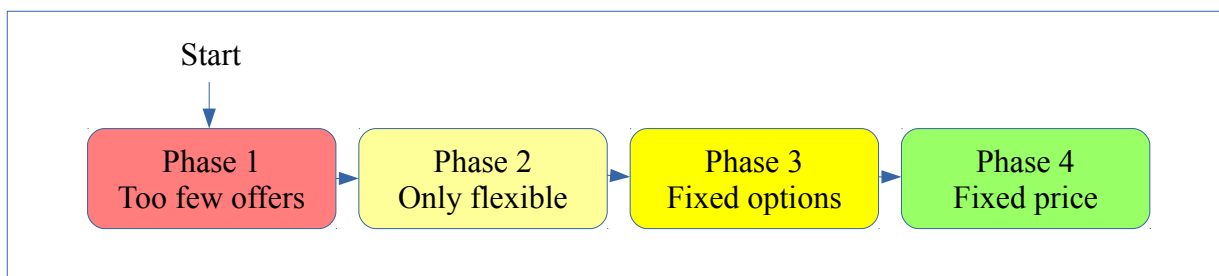 Start
Phase 1
Too few offers
Phase 2
Only flexible
Phase 3
Fixed options
Phase 4
Fixed price